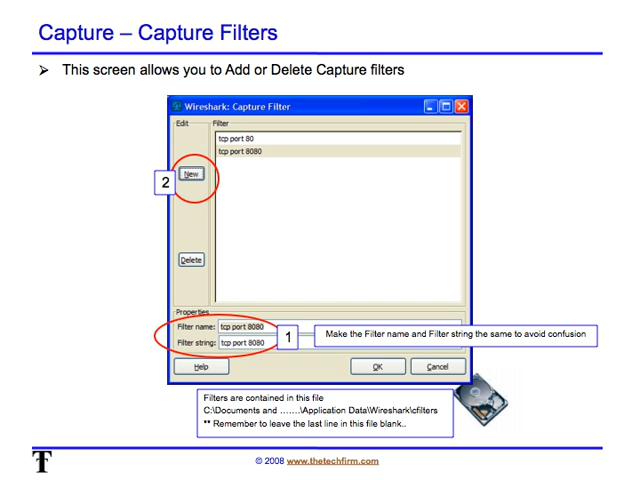 Capture – Capture Filters
➢ This screen allows you to Add or Delete Capture filters
Wireshark: Capture Filter
Edit
Filter
tcp port 80
tcp port 8080
New
2
Delete
Properties
Filter name: tcp port 8080
Filter string: tcp port 8080
1
Make the Filter name and Filter string the same to avoid confusion
Help
OK
Cancel
Filters are contained in this file
C:\Documents and .......\Application Data\Wireshark\cfilters
** Remember to leave the last line in this file blank..
T
© 2008 www.thetechfirm.com